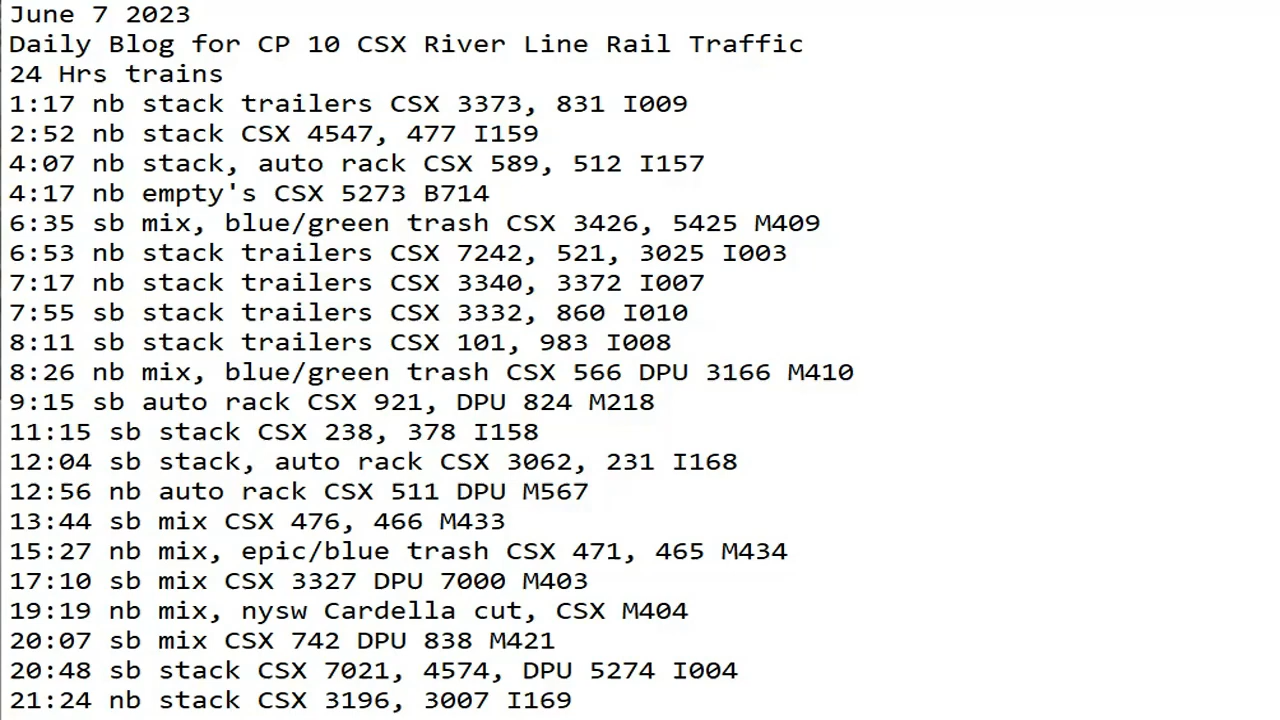 June 7 2023
Daily Blog for CP 10 CSX River Line Rail Traffic
24 Hrs trains
1:17 nb stack trailers CSX 3373, 831 I009
2:52 nb stack CSX 4547, 477 I159
4:07 nb stack, auto rack CSX 589, 512 I157
4:17 nb empty's CSX 5273 B714
6:35 sb mix, blue/green trash CSX 3426, 5425 M409
6:53 nb stack trailers CSX 7242, 521, 3025 I003
7:17 nb stack trailers CSX 3340, 3372 I007
7:55 sb stack trailers CSX 3332, 860 I010
8:11 sb stack trailers CSX 101, 983 I008
8:26 nb mix, blue/green trash CSX 566 DPU 3166 M410
9:15 sb auto rack CSX 921, DPU 824 M218
11:15 sb stack CSX 238, 378 I158
12:04 sb stack, auto rack CSX 3062, 231 I168
12:56 nb auto rack CSX 511 DPU M567
13:44 sb mix CSX 476, 466 M433
15:27 nb mix, epic/blue trash CSX 471, 465 M434
17:10 sb mix CSX 3327 DPU 7000 M403
19:19 nb mix, nysw Cardella cut, CSX M404
20:07 sb mix CSX 742 DPU 838 M421
20:48 sb stack CSX 7021, 4574, DPU 5274 I004
21:24 nb stack CSX 3196, 3007 I169